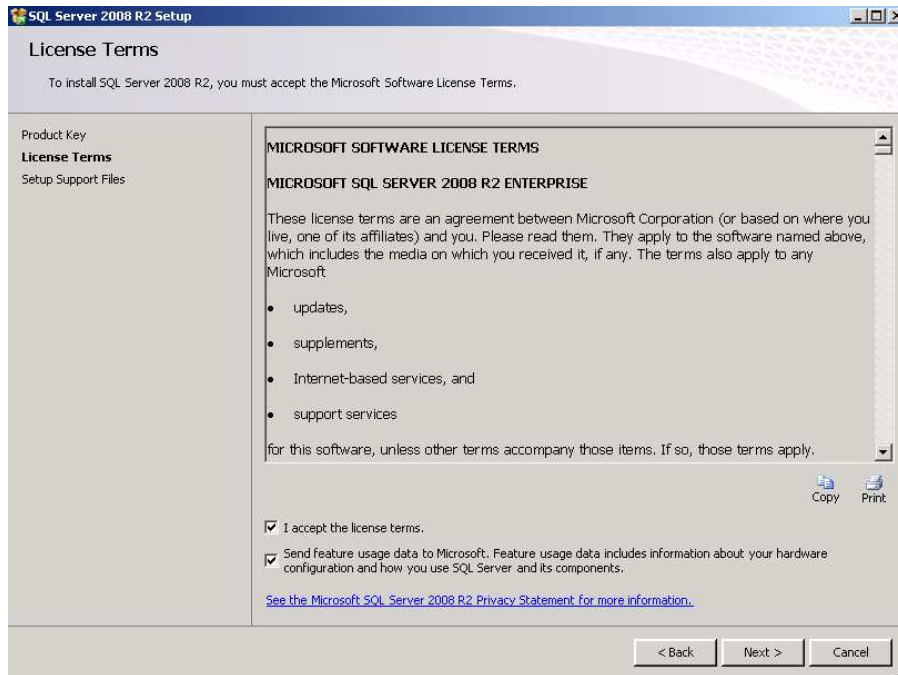 SQL Server 2008 R2 Setup
License Terms
To install SQL Server 2008 R2, you must accept the Microsoft Software License Terms.
Product Key
License Terms
Setup Support Files
MICROSOFT SOFTWARE LICENSE TERMS
MICROSOFT SQL SERVER 2008 R2 ENTERPRISE
These license terms are an agreement between Microsoft Corporation (or based on where you
live, one of its affiliates) and you. Please read them. They apply to the software named above,
which includes the media on which you received it, if any. The terms also apply to any
Microsoft
• updates,
• supplements,
• Internet-based services, and
• support services
for this software, unless other terms accompany those items. If so, those terms apply.
Copy Print
I accept the license terms.
Send feature usage data to Microsoft. Feature usage data includes information about your hardware
configuration and how you use SQL Server and its components.
See the Microsoft SQL Server 2008 R2 Privacy Statement for more information.
< Back Next > Cancel